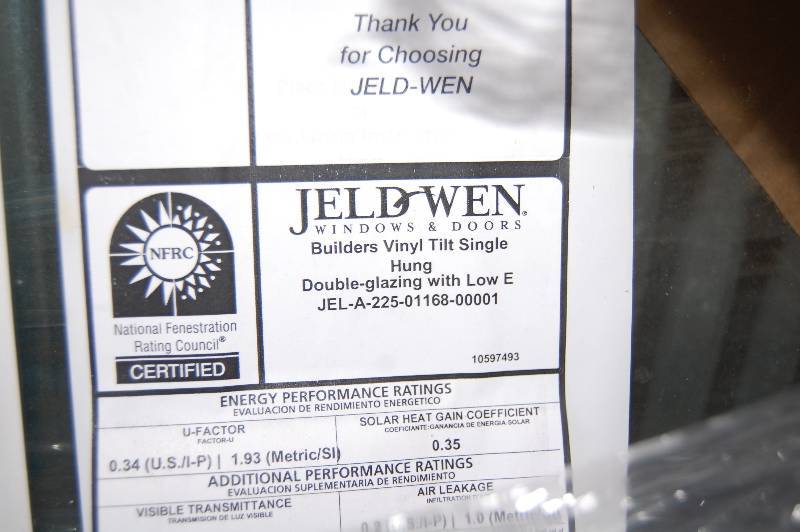 Thank You
for Choosing
JELD-WEN
NFRC
National Fenestration
Rating Council®
CERTIFIED
JELD-WEN®
WINDOWS & DOORS
Builders Vinyl Tilt Single
Hung
Double-glazing with Low E
JEL-A-225-01168-00001
10597493
ENERGY PERFORMANCE RATINGS
EVALUACION DE RENDIMIENTO ENERGETICO
U-FACTOR
FACTOR-U
0.34 (U.S./I-P) | 1.93 (Metric/SI)
SOLAR HEAT GAIN COEFFICIENT
COEFICIANTE:GANANCIA DE ENERGIA SOLAR
0.35
ADDITIONAL PERFORMANCE RATINGS
EVALUACION SUPLEMENTARIA DE RENDIMIENTO
VISIBLE TRANSMITTANCE
TRANSMISION DE LUZ VISIBLE
AIR LEAKAGE